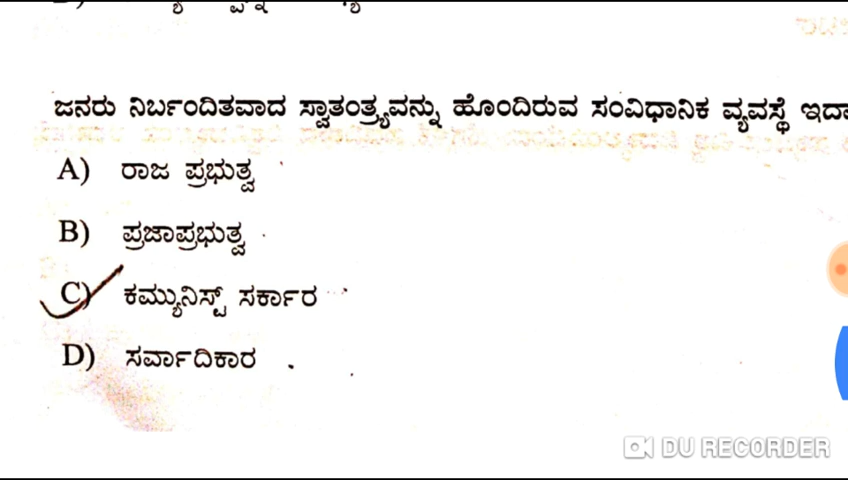 ಜನರು ನಿರ್ಬಂದಿತವಾದ ಸ್ವಾತಂತ್ರ್ಯವನ್ನು ಹೊಂದಿರುವ ಸಂವಿಧಾನಿಕ ವ್ಯವಸ್ಥೆ
A) ರಾಜ ಪ್ರಭುತ್ವ
B) ಪ್ರಜಾಪ್ರಭುತ್ವ
C) ಕಮ್ಯುನಿಸ್ಟ್ ಸರ್ಕಾರ
D) ಸರ್ವಾದಿಕಾರ
DU RECORDER